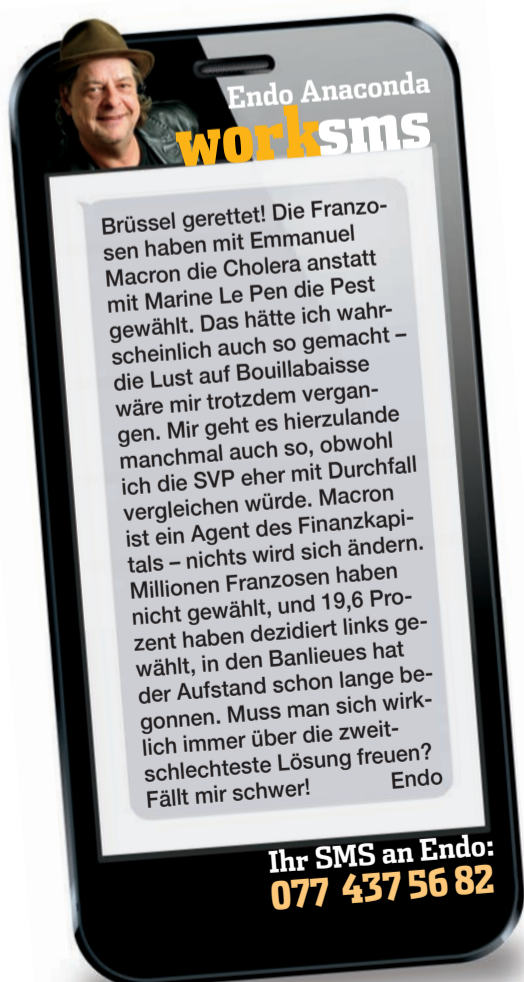 Endo Anaconda
worksms
Brüssel gerettet! Die Franzo-
sen haben mit Emmanuel
Macron die Cholera anstatt
mit Marine Le Pen die Pest
gewählt. Das hätte ich wahr-
scheinlich auch so gemacht –
die Lust auf Bouillabaisse
wäre mir trotzdem vergan-
gen. Mir geht es hierzulande
manchmal auch so, obwohl
ich die SVP eher mit Durchfall
vergleichen würde. Macron
ist ein Agent des Finanzkapi-
tals – nichts wird sich ändern.
Millionen Franzosen haben
nicht gewählt, und 19,6 Pro-
zent haben dezidiert links ge-
wählt, in den Banlieues hat
der Aufstand schon lange be-
gonnen. Muss man sich wirk-
lich immer über die zweit-
schlechteste Lösung freuen?
Fällt mir schwer! Endo
Ihr SMS an Endo:
077 437 56 82